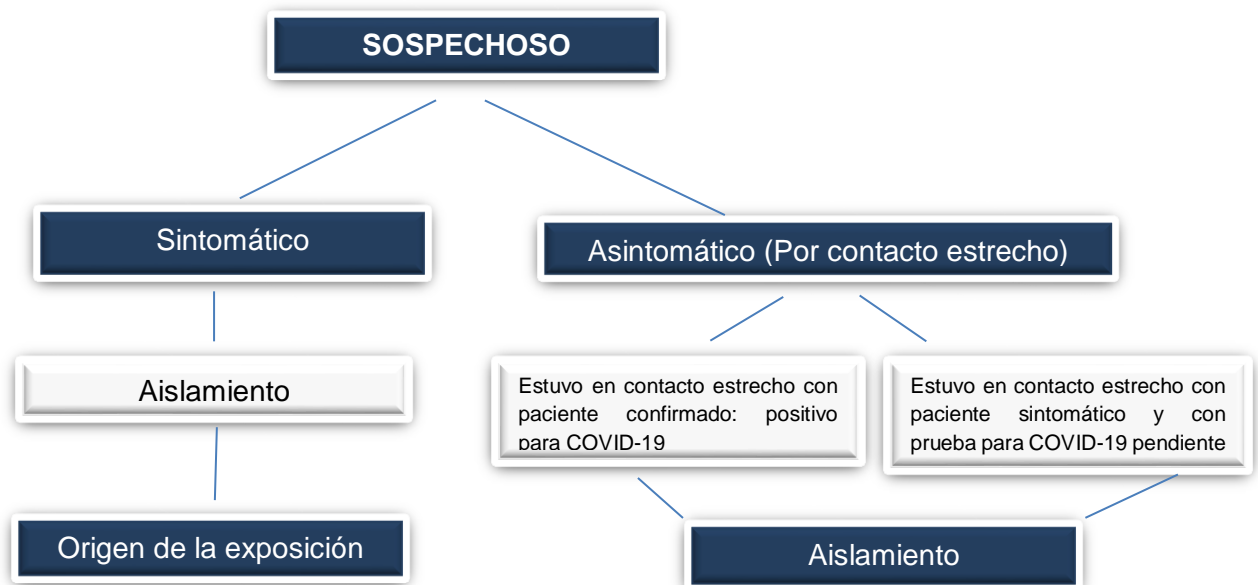 SOSPECHOSO
Sintomático
Asintomático (Por contacto estrecho)
Aislamiento
Estuvo en contacto estrecho con
paciente confirmado: positivo
para COVID-19
Estuvo en contacto estrecho con
paciente sintomático y con
prueba para COVID-19 pendiente
Origen de la exposición
Aislamiento